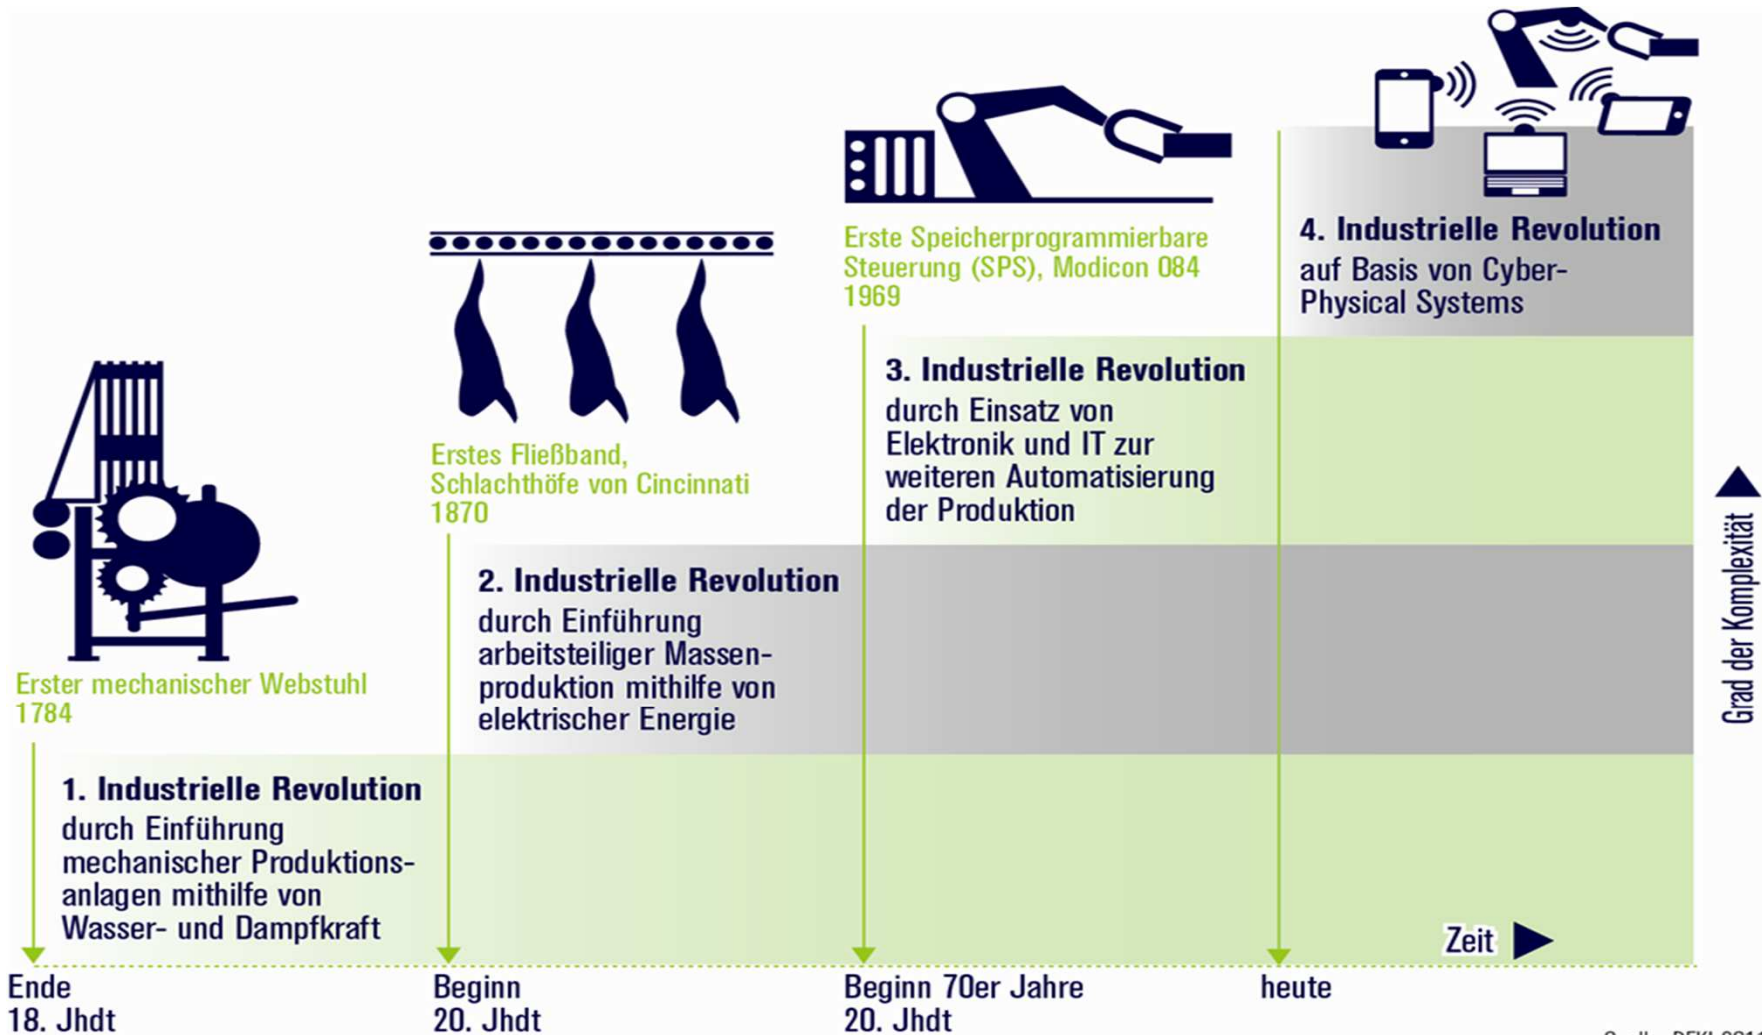 Erste Speicherprogrammierbare
Steuerung (SPS), Modicon 084
1969
4. Industrielle Revolution
auf Basis von Cyber-
Physical Systems
3. Industrielle Revolution
durch Einsatz von
Elektronik und IT zur
weiteren Automatisierung
der Produktion
Erstes Fließband,
Schlachthöfe von Cincinnati
1870
2. Industrielle Revolution
durch Einführung
arbeitsteiliger Massen-
produktion mithilfe von
elektrischer Energie
Erster mechanischer Webstuhl
1784
1. Industrielle Revolution
durch Einführung
mechanischer Produktions-
anlagen mithilfe von
Wasser- und Dampfkraft
Grad der Komplexität
Zeit
Ende
18. Jhdt
Beginn
20. Jhdt
Beginn 70er Jahre
20. Jhdt
heute